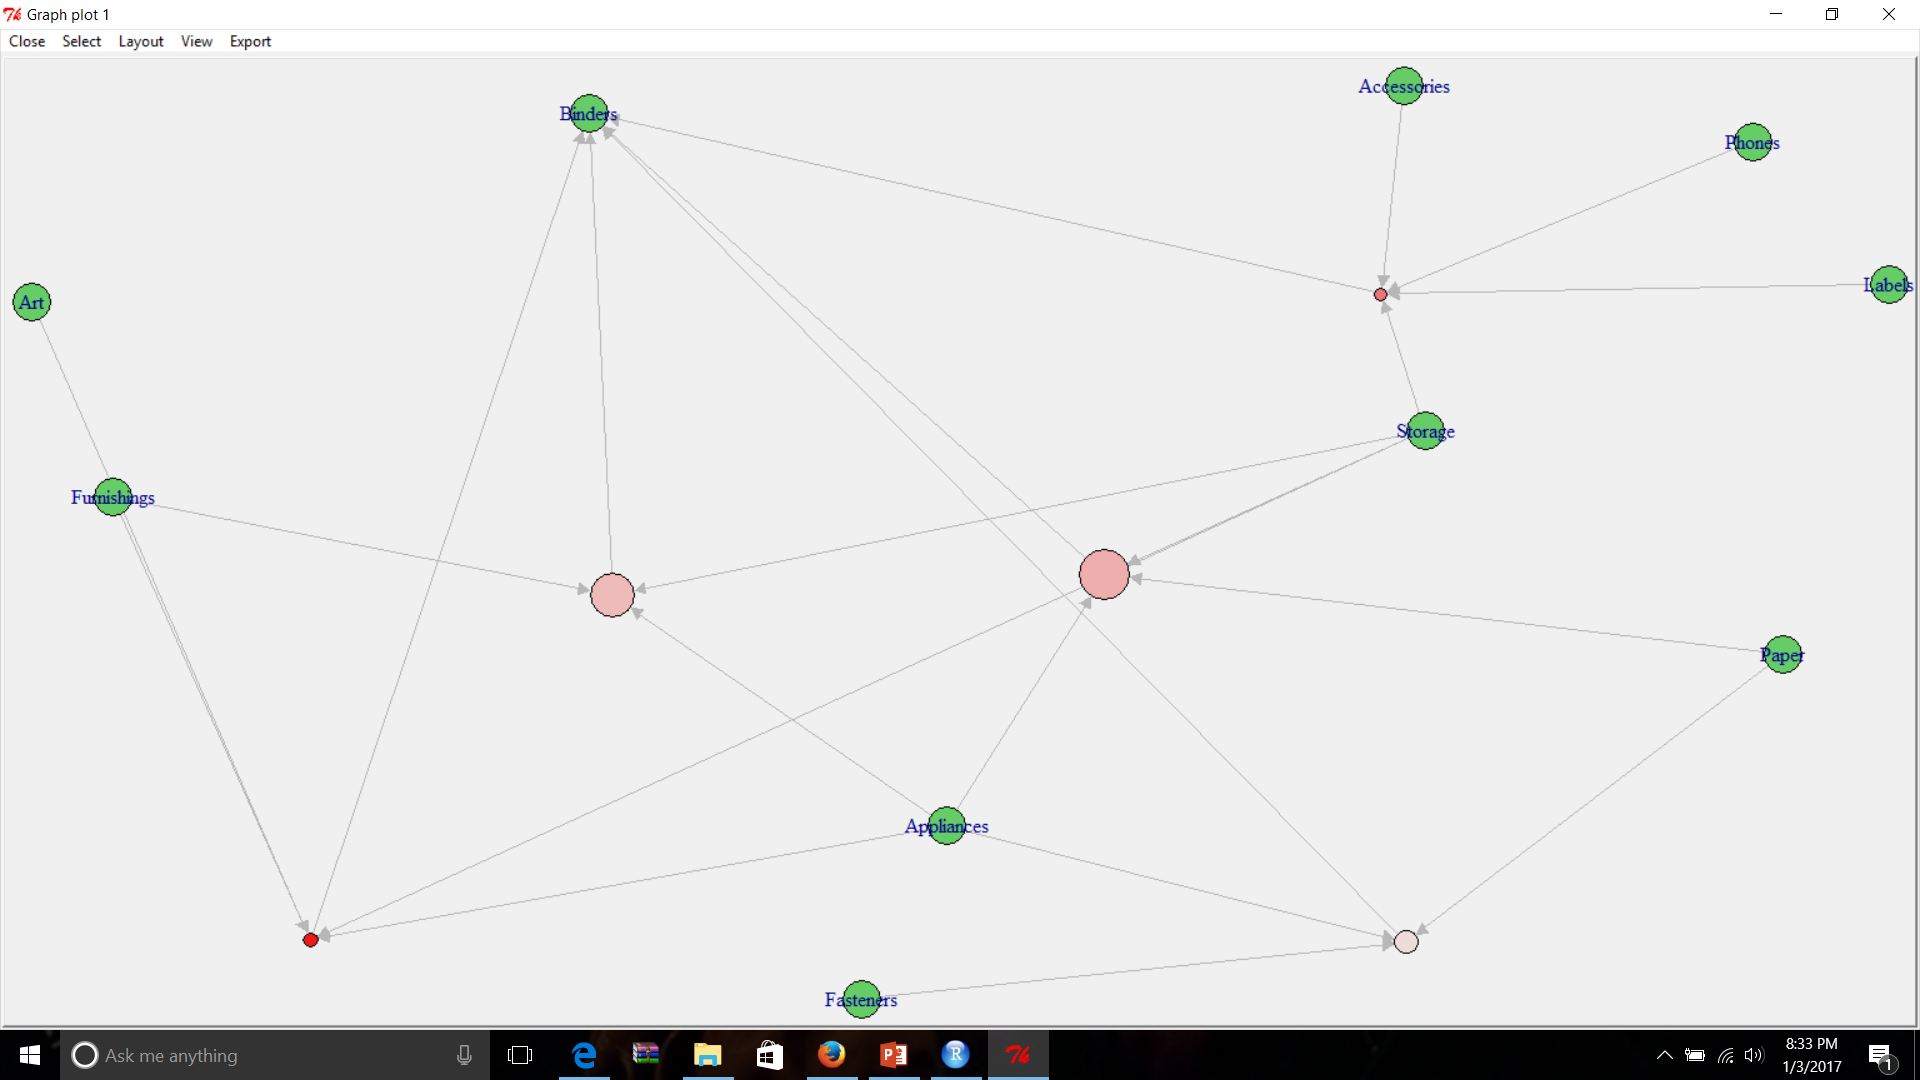 Graph plot 1
Close Select Layout View Export
Accessories
Binders
Phones
Labels
Art
Storage
Furnishings
Paper
Appliances
Fasteners
Ask me anything
8:33 PM
1/3/2017
1